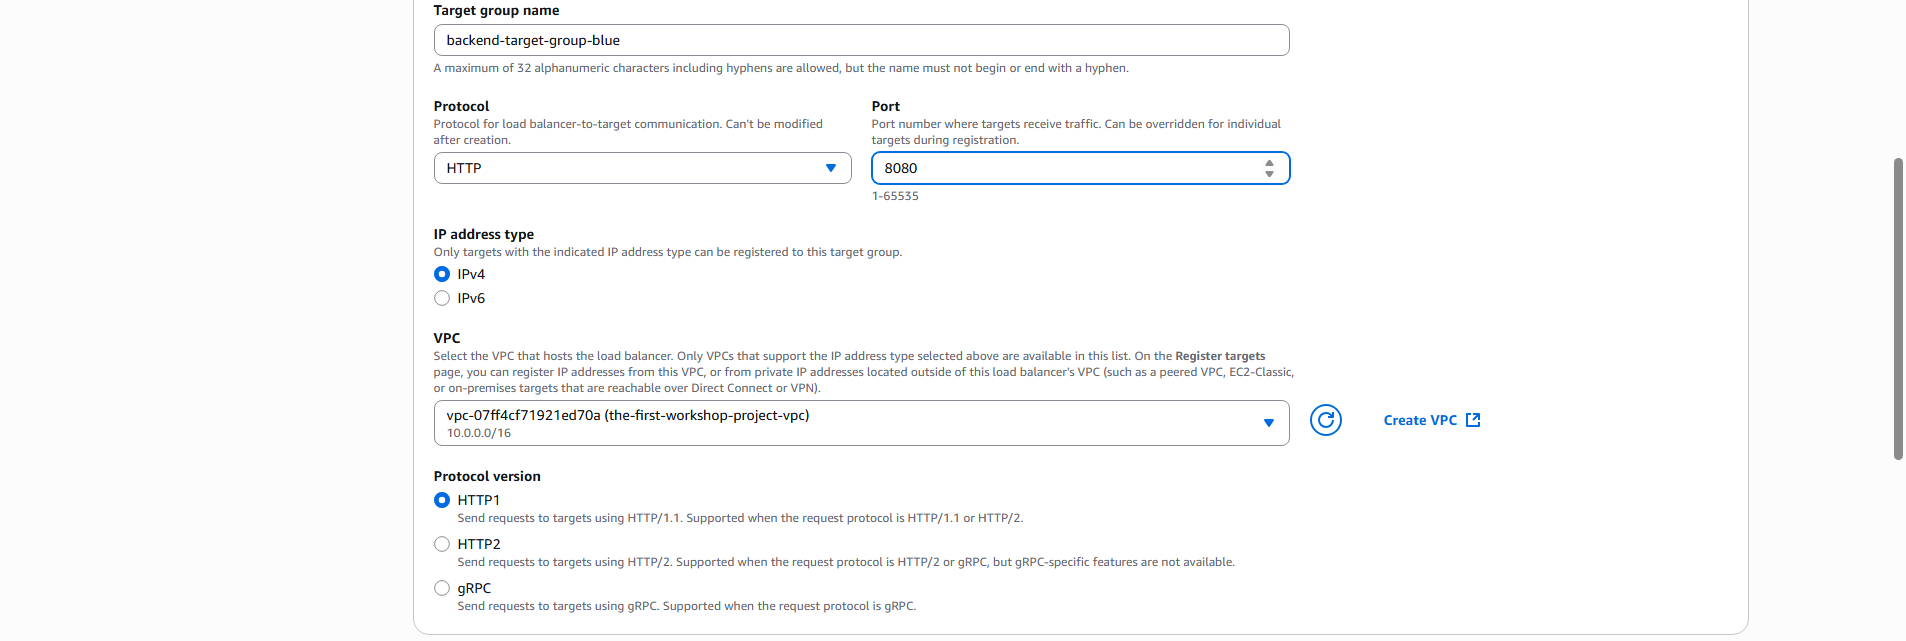 Target group name
backend-target-group-blue
A maximum of 32 alphanumeric characters including hyphens are allowed, but the name must not begin or end with a hyphen.
Protocol
Protocol for load balancer-to-target communication. Can't be modified
after creation.
HTTP
Port
Port number where targets receive traffic. Can be overridden for individual
targets during registration.
8080
1-65535
IP address type
Only targets with the indicated IP address type can be registered to this target group.
IPv4
IPv6
VPC
Select the VPC that hosts the load balancer. Only VPCs that support the IP address type selected above are available in this list. On the Register targets
page, you can register IP addresses from this VPC, or from private IP addresses located outside of this load balancer's VPC (such as a peered VPC, EC2-Classic,
or on-premises targets that are reachable over Direct Connect or VPN).
vpc-07ff4cf71921ed70a (the-first-workshop-project-vpc)
10.0.0.0/16
Create VPC
Protocol version
HTTP1
Send requests to targets using HTTP/1.1. Supported when the request protocol is HTTP/1.1 or HTTP/2.
HTTP2
Send requests to targets using HTTP/2. Supported when the request protocol is HTTP/2 or gRPC, but gRPC-specific features are not available.
gRPC
Send requests to targets using gRPC. Supported when the request protocol is gRPC.